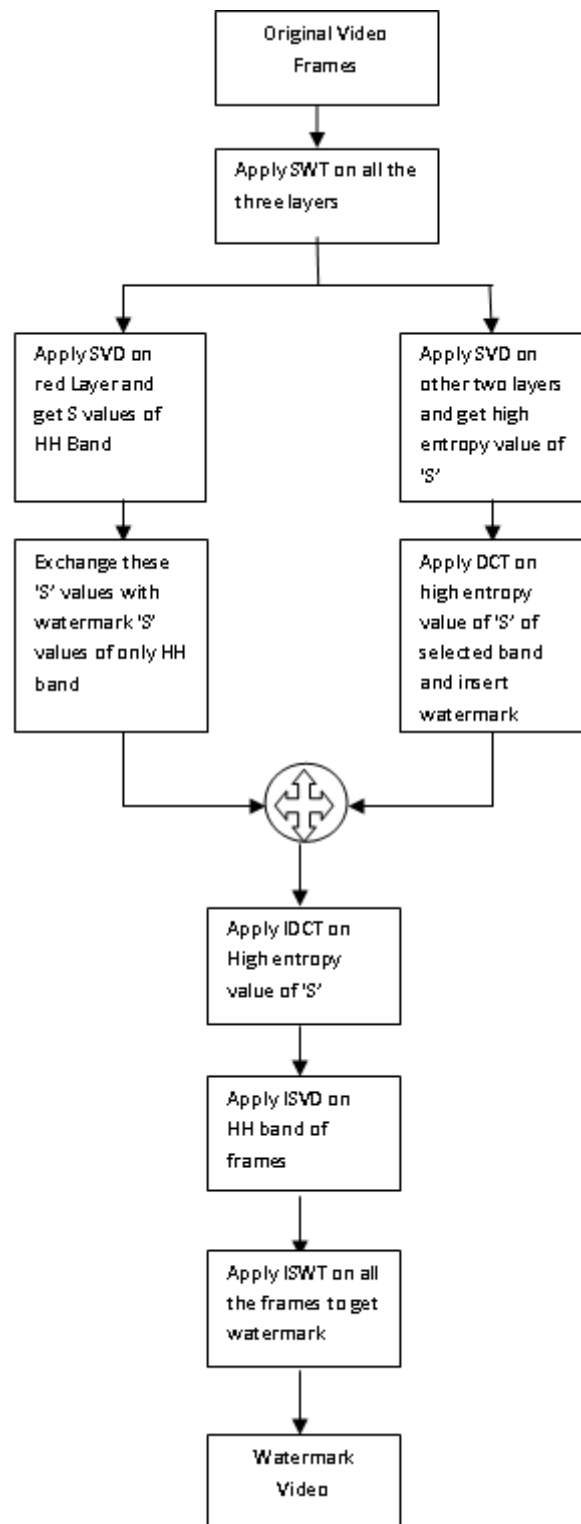 Original Video
Frames
Apply SWT on all the
three layers
Apply SVD on
red Layer and
get S values of
HH Band
Apply SVD on
other two layers
and get high
entropy value of
'S'
Exchange these
'S' values with
watermark 'S'
values of only HH
band
Apply DCT on
high entropy
value of 'S' of
selected band
and insert
watermark
Apply IDCT on
High entropy
value of 'S'
Apply ISVD on
HH band of
frames
Apply ISWT on all
the frames to get
watermark
Watermark
Video